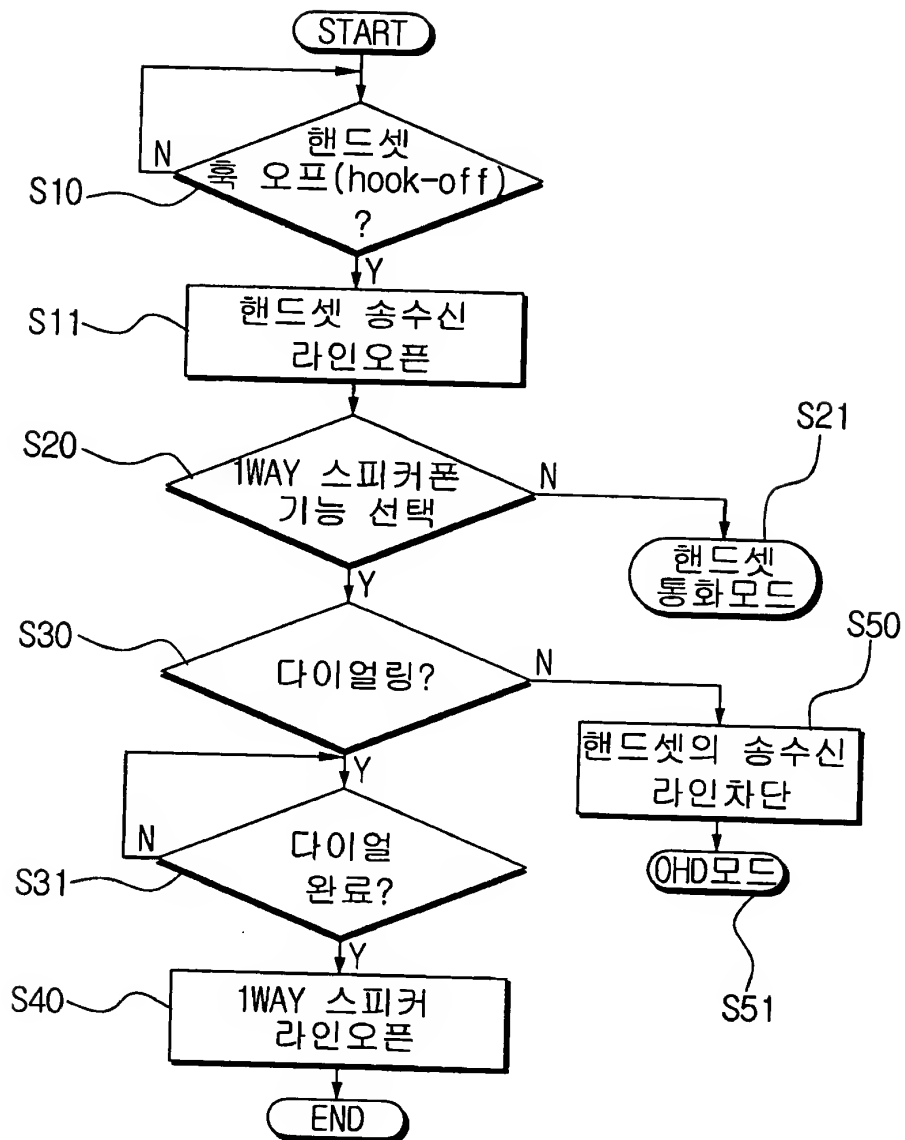 START
핸드셋
N
훅 오프(hook-off)
S10
?
Y
핸드셋 송수신
S11
라인오픈
S21
S20
1WAY 스피커폰
N
기능 선택
핸드셋
통화모드
Y
S50
S30
다이얼링?
N
핸드셋의 송수신
라인차단
Y
N
다이얼
S31
완료?
OHD모드
Y
S40
1WAY 스피커
라인오픈
S51
END